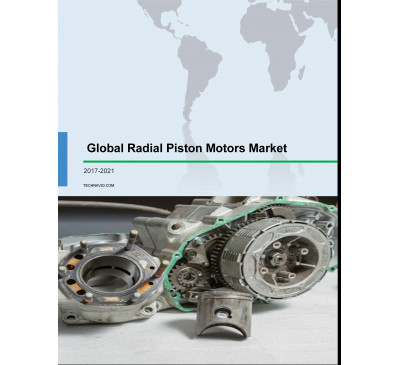 Global Radial Piston Motors Market
2017-2021
TECHNAVIO.COM